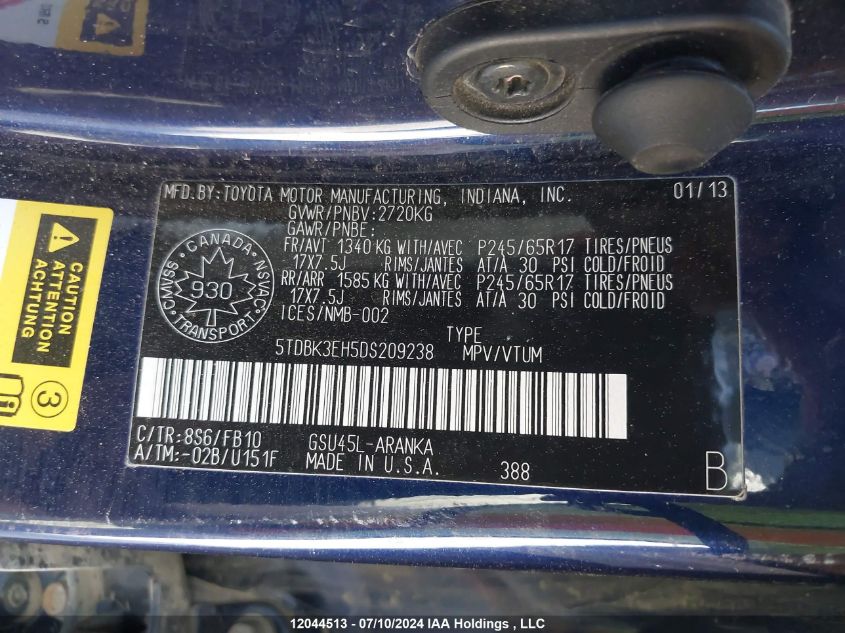 MFD.BY:TOYOTA MOTOR MANUFACTURING, INDIANA, INC. 01/13
GVWR/PNBV:2720KG
GAWR/PNBE:
FR/AVT 1340 KG WITH/AVEC P245/65R17 TIRES/PNEUS
17X7.5J RIMS/JANTES AT/A 30 PSI COLD/FROID
RR/ARR 1585 KG WITH/AVEC P245/65R17 TIRES/PNEUS
17X7.5J RIMS/JANTES AT/A 30 PSI COLD/FROID
ICES/NMB-002
CANADA
NSVAC
930
TRANSPORT
CMVSS
TYPE
5TDBK3EH5DS209238 MPV/VTUM
C/TR:8S6/FB10 GSU45L-ARANKA
A/TM:-02B/U151F MADE IN U.S.A. 388 B
CAUTION
ATTENTION
ACHTUNG
3
12044513 - 07/10/2024 IAA Holdings , LLC